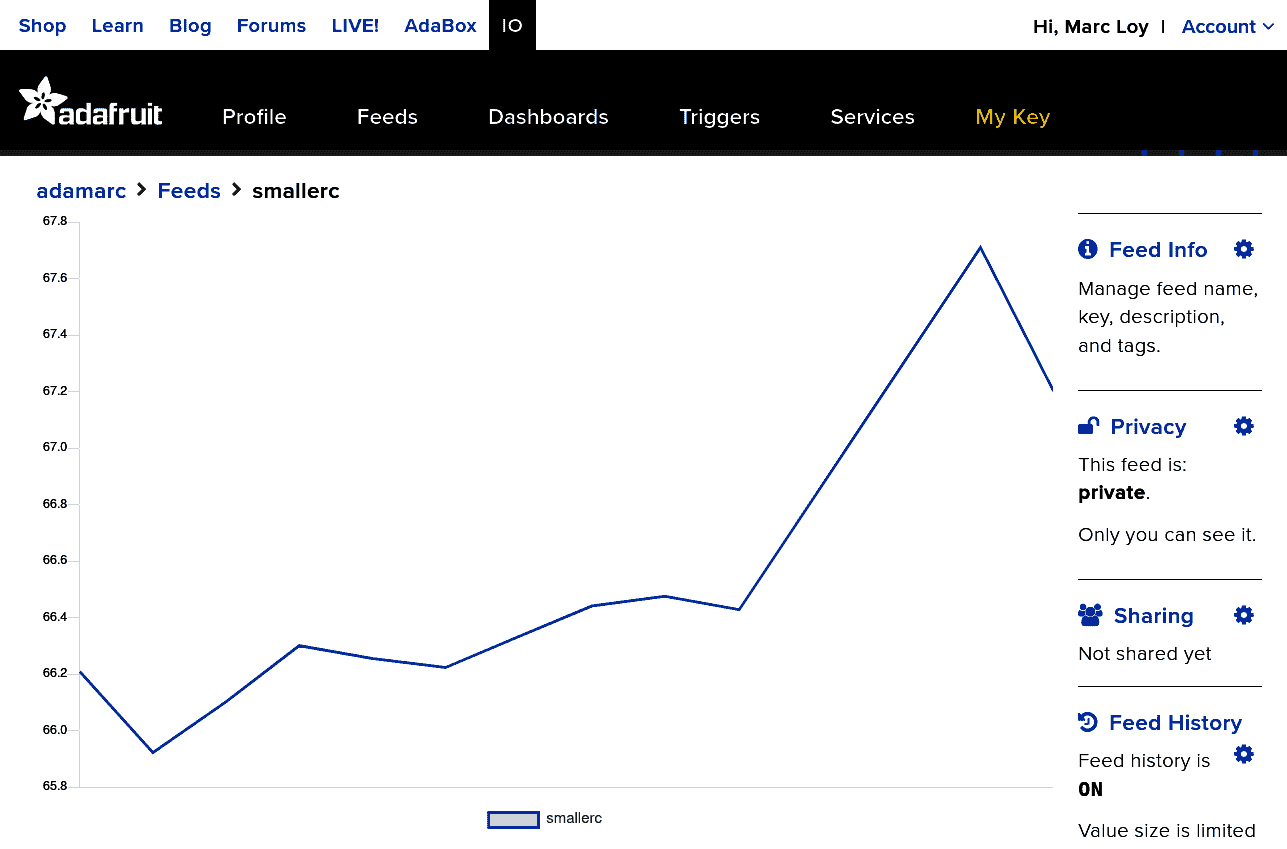 Shop Learn Blog Forums LIVE! AdaBox IO Hi, Marc Loy | Account
adafruit Profile Feeds Dashboards Triggers Services My Key
adamarc > Feeds > smallerc
67.8
67.6
67.4
67.2
67.0
66.8
66.6
66.4
66.2
66.0
65.8
smallerc
Feed Info
Manage feed name,
key, description,
and tags.
Privacy
This feed is:
private.
Only you can see it.
Sharing
Not shared yet
Feed History
Feed history is
ON
Value size is limited